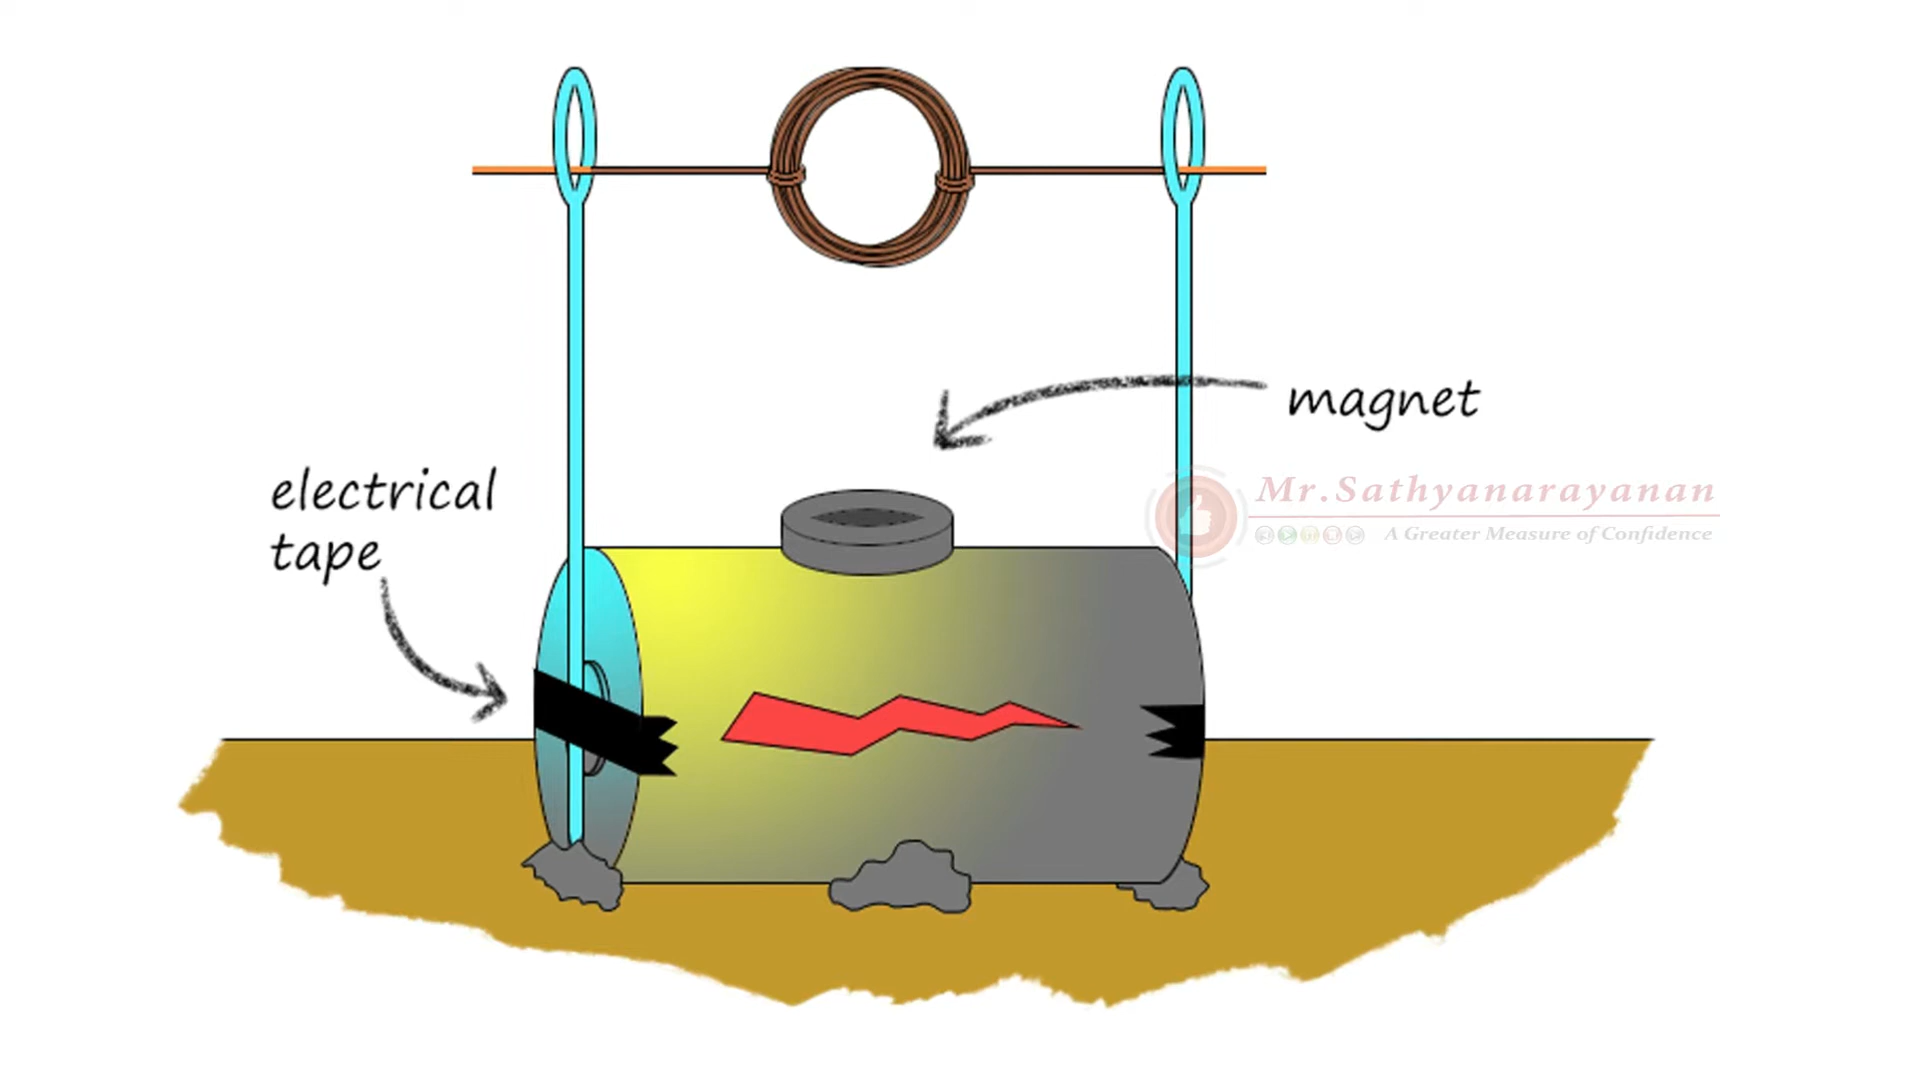 magnet
electrical
tape
Mr.Sathyanarayanan
A Greater Measure of Confidence